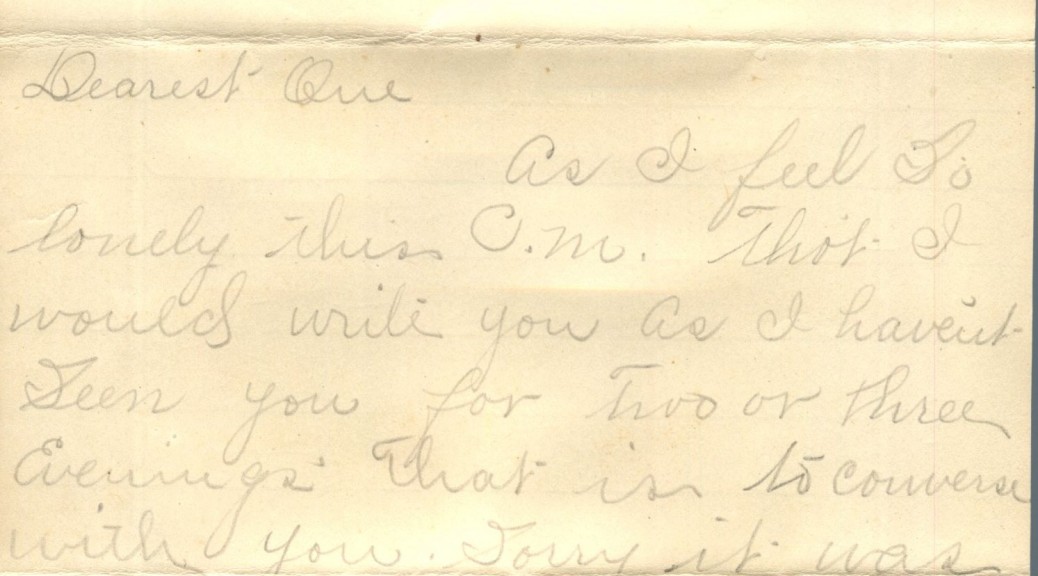 Dearest One
As I feel So
lonely this P.M. Thot I
would write you as I havent
Seen you for Two or three
Evenings That is to converse
with you. Sorry it was